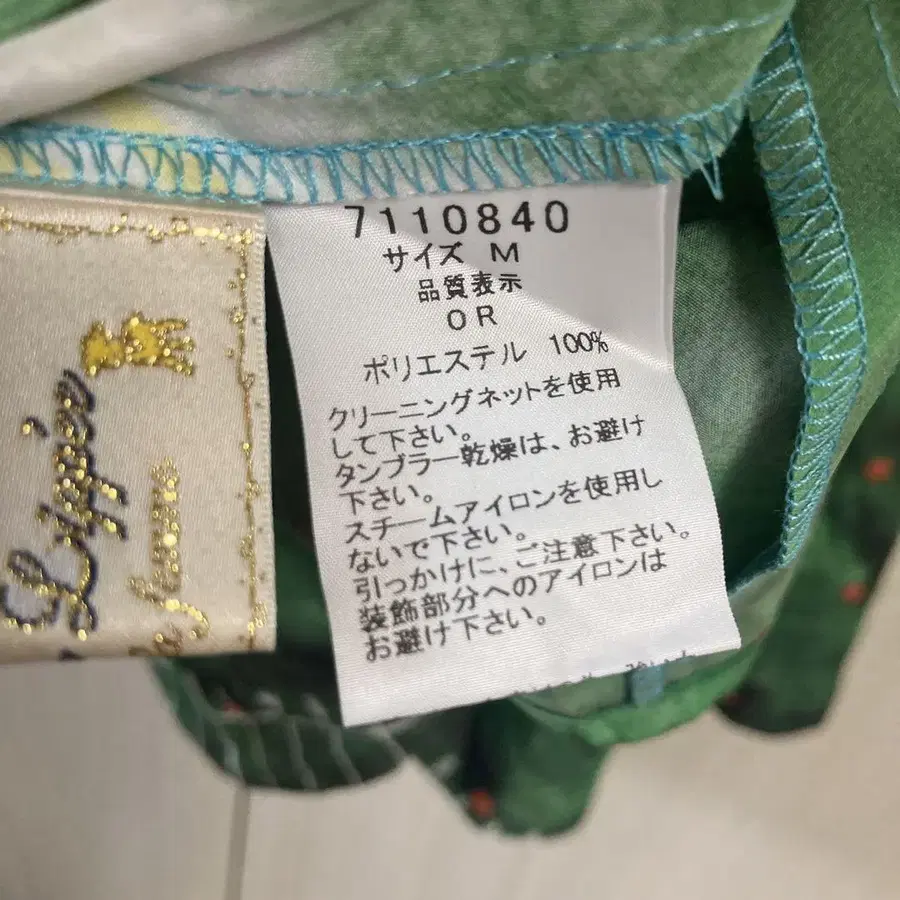 7110840
サイズ M
品質表示
OR
ポリエステル 100%
クリーニングネットを使用
して下さい。
タンブラー乾燥は、お避け
下さい。
スチームアイロンを使用し
ないで下さい。
引っかけに、ご注意下さい。
装飾部分へのアイロンは
お避け下さい。